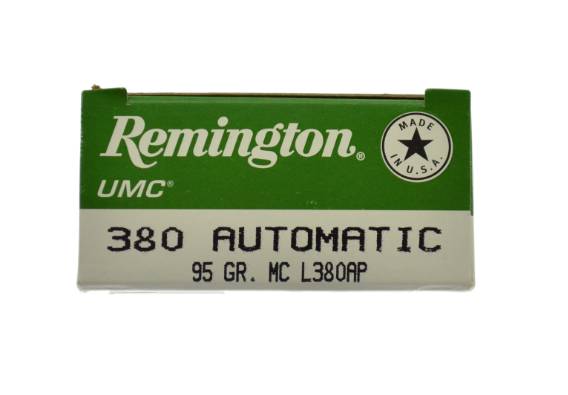 Remington®
MADE
IN U.S.A.
UMC®
380 AUTOMATIC
95 GR. MC L380AP